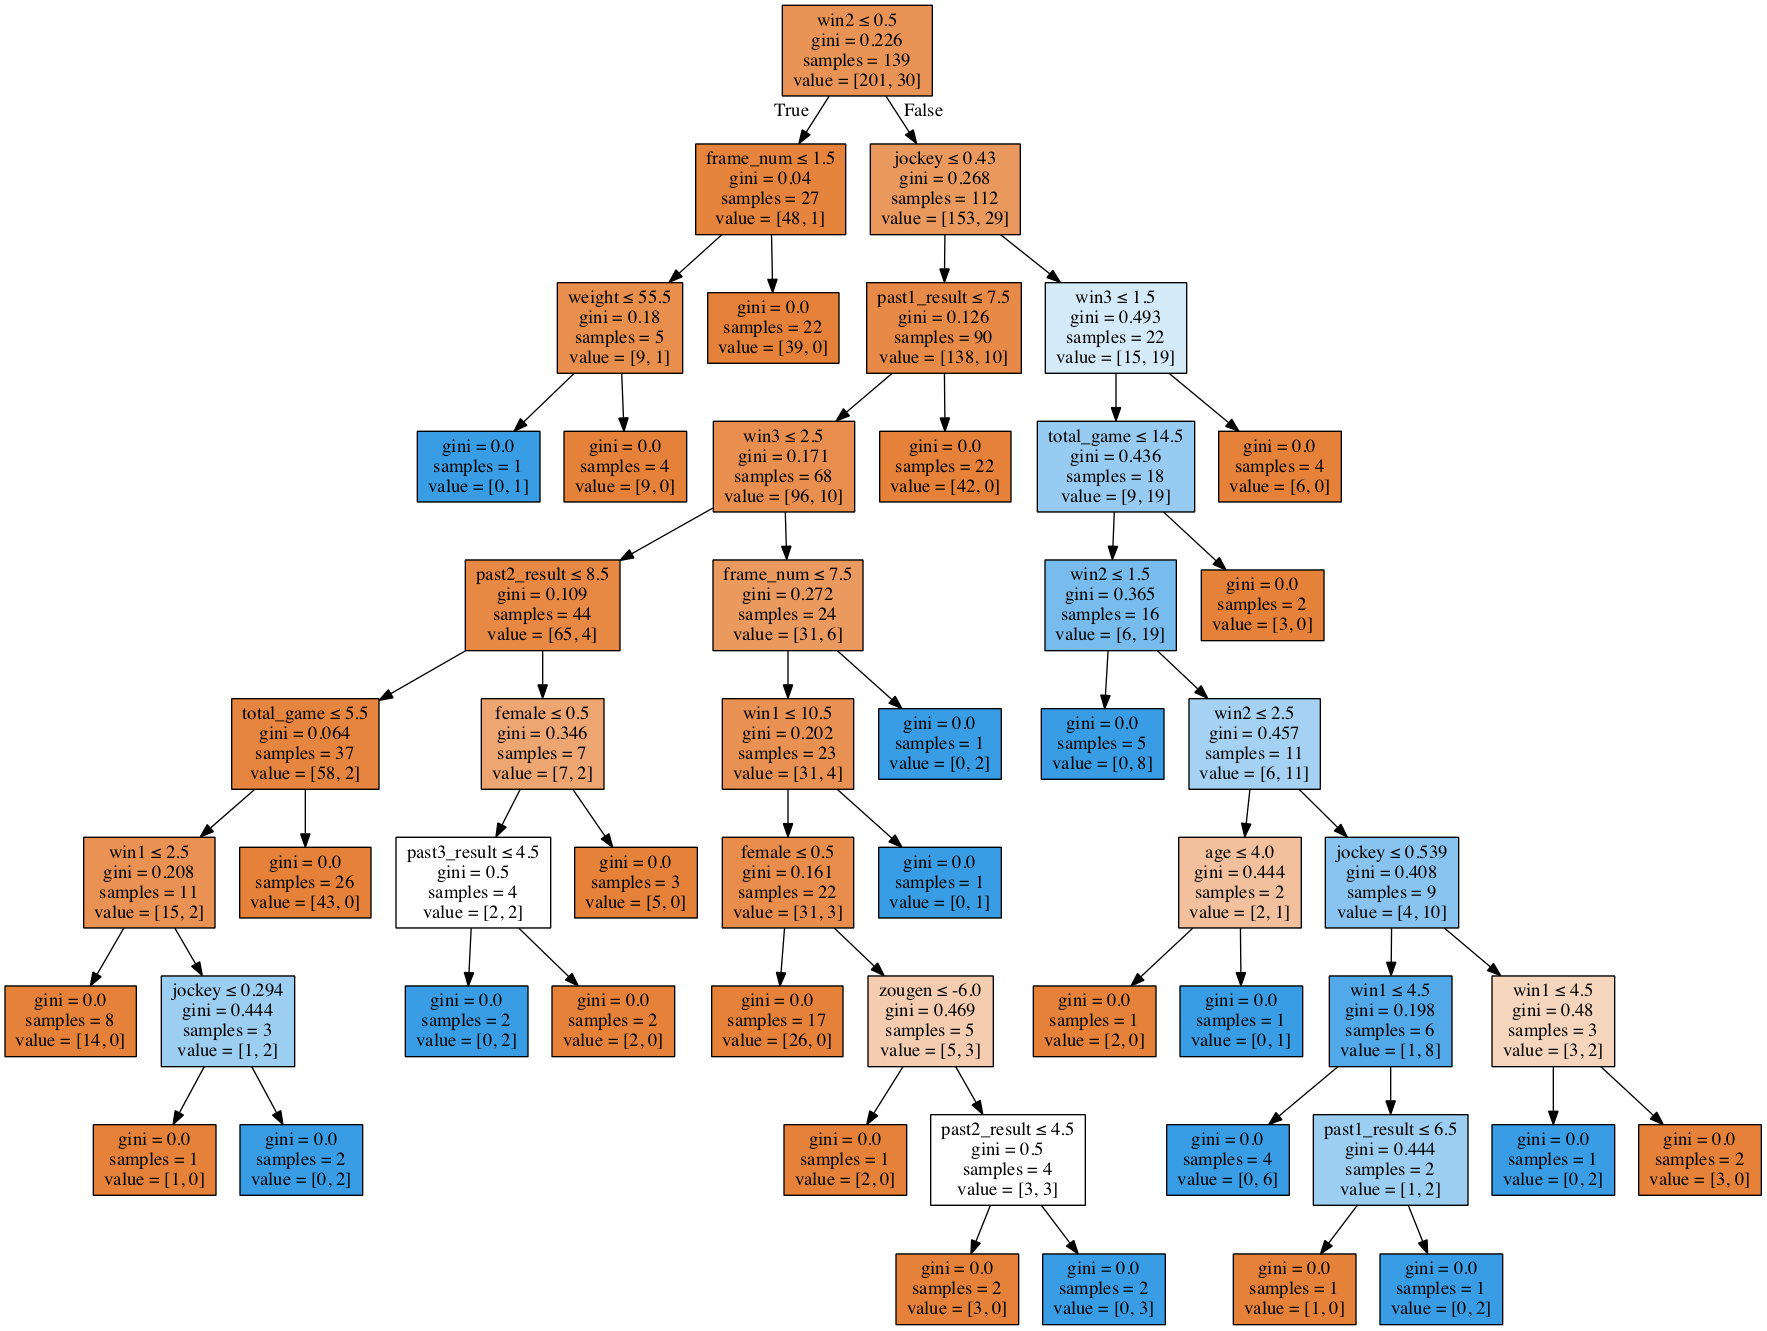 win2 ≤ 0.5
gini = 0.226
samples = 139
value = [201, 30]
True
False
frame_num ≤ 1.5
gini = 0.04
samples = 27
value = [48, 1]
jockey ≤ 0.43
gini = 0.268
samples = 112
value = [153, 29]
weight ≤ 55.5
gini = 0.18
samples = 5
value = [9, 1]
gini = 0.0
samples = 22
value = [39, 0]
past1_result ≤ 7.5
gini = 0.126
samples = 90
value = [138, 10]
win3 ≤ 1.5
gini = 0.493
samples = 22
value = [15, 19]
gini = 0.0
samples = 1
value = [0, 1]
gini = 0.0
samples = 4
value = [9, 0]
win3 ≤ 2.5
gini = 0.171
samples = 68
value = [96, 10]
gini = 0.0
samples = 22
value = [42, 0]
total_game ≤ 14.5
gini = 0.436
samples = 18
value = [9, 19]
gini = 0.0
samples = 4
value = [6, 0]
past2_result ≤ 8.5
gini = 0.109
samples = 44
value = [65, 4]
frame_num ≤ 7.5
gini = 0.272
samples = 24
value = [31, 6]
win2 ≤ 1.5
gini = 0.365
samples = 16
value = [6, 19]
gini = 0.0
samples = 2
value = [3, 0]
total_game ≤ 5.5
gini = 0.064
samples = 37
value = [58, 2]
female ≤ 0.5
gini = 0.346
samples = 7
value = [7, 2]
win1 ≤ 10.5
gini = 0.202
samples = 23
value = [31, 4]
gini = 0.0
samples = 1
value = [0, 2]
gini = 0.0
samples = 5
value = [0, 8]
win2 ≤ 2.5
gini = 0.457
samples = 11
value = [6, 11]
win1 ≤ 2.5
gini = 0.208
samples = 11
value = [15, 2]
gini = 0.0
samples = 26
value = [43, 0]
past3_result ≤ 4.5
gini = 0.5
samples = 4
value = [2, 2]
gini = 0.0
samples = 3
value = [5, 0]
female ≤ 0.5
gini = 0.161
samples = 22
value = [31, 3]
gini = 0.0
samples = 1
value = [0, 1]
age ≤ 4.0
gini = 0.444
samples = 2
value = [2, 1]
jockey ≤ 0.539
gini = 0.408
samples = 9
value = [4, 10]
gini = 0.0
samples = 8
value = [14, 0]
jockey ≤ 0.294
gini = 0.444
samples = 3
value = [1, 2]
gini = 0.0
samples = 2
value = [0, 2]
gini = 0.0
samples = 2
value = [2, 0]
gini = 0.0
samples = 17
value = [26, 0]
zougen ≤ -6.0
gini = 0.469
samples = 5
value = [5, 3]
gini = 0.0
samples = 1
value = [2, 0]
gini = 0.0
samples = 1
value = [0, 1]
win1 ≤ 4.5
gini = 0.198
samples = 6
value = [1, 8]
win1 ≤ 4.5
gini = 0.48
samples = 3
value = [3, 2]
gini = 0.0
samples = 1
value = [1, 0]
gini = 0.0
samples = 2
value = [0, 2]
gini = 0.0
samples = 1
value = [2, 0]
past2_result ≤ 4.5
gini = 0.5
samples = 4
value = [3, 3]
gini = 0.0
samples = 4
value = [0, 6]
past1_result ≤ 6.5
gini = 0.444
samples = 2
value = [1, 2]
gini = 0.0
samples = 1
value = [0, 2]
gini = 0.0
samples = 2
value = [3, 0]
gini = 0.0
samples = 2
value = [3, 0]
gini = 0.0
samples = 2
value = [0, 3]
gini = 0.0
samples = 1
value = [1, 0]
gini = 0.0
samples = 1
value = [0, 2]